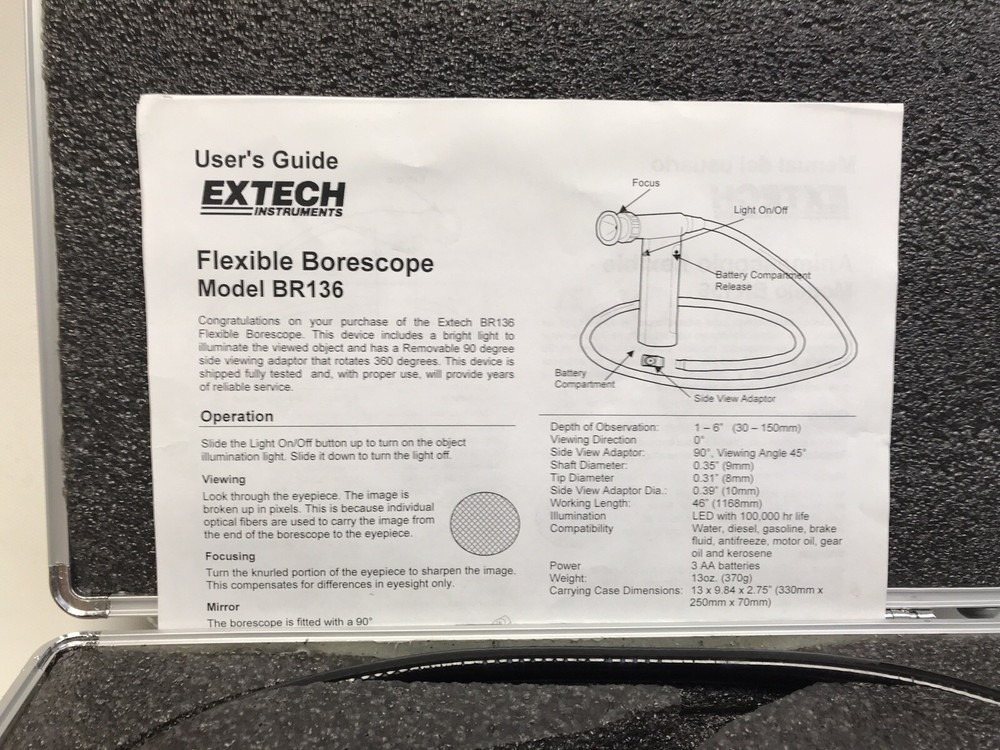 User's Guide
EXTECH
INSTRUMENTS
Flexible Borescope
Model BR136
Congratulations on your purchase of the Extech BR136
Flexible Borescope. This device includes a bright light to
illuminate the viewed object and has a Removable 90 degree
side viewing adaptor that rotates 360 degrees. This device is
shipped fully tested and, with proper use, will provide years
of reliable service.
Operation
Slide the Light On/Off button up to turn on the object
illumination light. Slide it down to turn the light off.
Viewing
Look through the eyepiece. The image is
broken up in pixels. This is because individual
optical fibers are used to carry the image from
the end of the borescope to the eyepiece.
Focusing
Turn the knurled portion of the eyepiece to sharpen the image.
This compensates for differences in eyesight only.
Mirror
The borescope is fitted with a 90°
Focus
Light On/Off
Battery Compartment
Release
Battery
Compartment
Side View Adaptor
Depth of Observation: 1 – 6" (30 – 150mm)
Viewing Direction 0°
Side View Adaptor: 90°, Viewing Angle 45°
Shaft Diameter: 0.35" (9mm)
Tip Diameter 0.31" (8mm)
Side View Adaptor Dia.: 0.39" (10mm)
Working Length: 46" (1168mm)
Illumination LED with 100,000 hr life
Compatibility Water, diesel, gasoline, brake
fluid, antifreeze, motor oil, gear
oil and kerosene
Power 3 AA batteries
Weight: 13oz. (370g)
Carrying Case Dimensions: 13 x 9.84 x 2.75" (330mm x
250mm x 70mm)